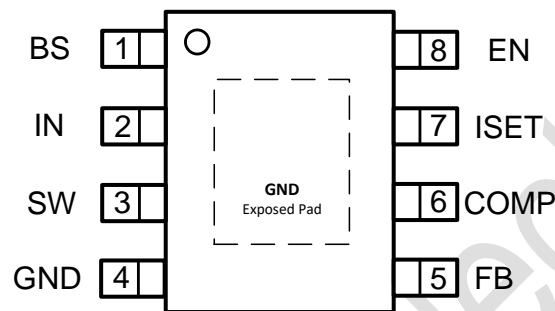 BS 1 8 EN
IN 2 7 ISET
GND
Exposed Pad
SW 3 6 COMP
GND 4 5 FB